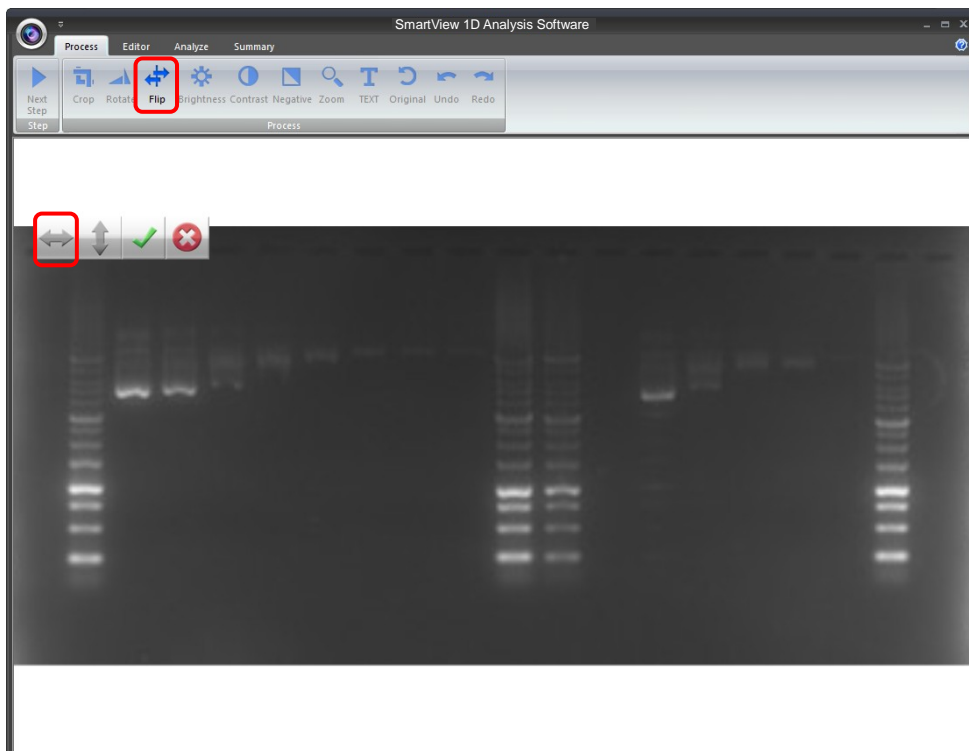 SmartView 1D Analysis Software
Process Editor Analyze Summary
Next Step
Crop Rotate Flip Brightness Contrast Negative Zoom TEXT Original Undo Redo
Step Process